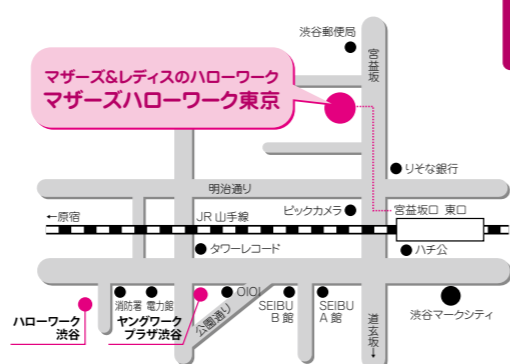 渋谷郵便局
宮益坂
マザーズ&レディスのハローワーク
マザーズハローワーク東京
りそな銀行
明治通り
←原宿
JR 山手線
ビックカメラ
宮益坂口 東口
タワーレコード
ハチ公
消防署
電力館
OIOI
公園通り
SEIBU
B 館
SEIBU
A 館
道玄坂→
渋谷マークシティ
ハローワーク
渋谷
ヤングワーク
プラザ渋谷